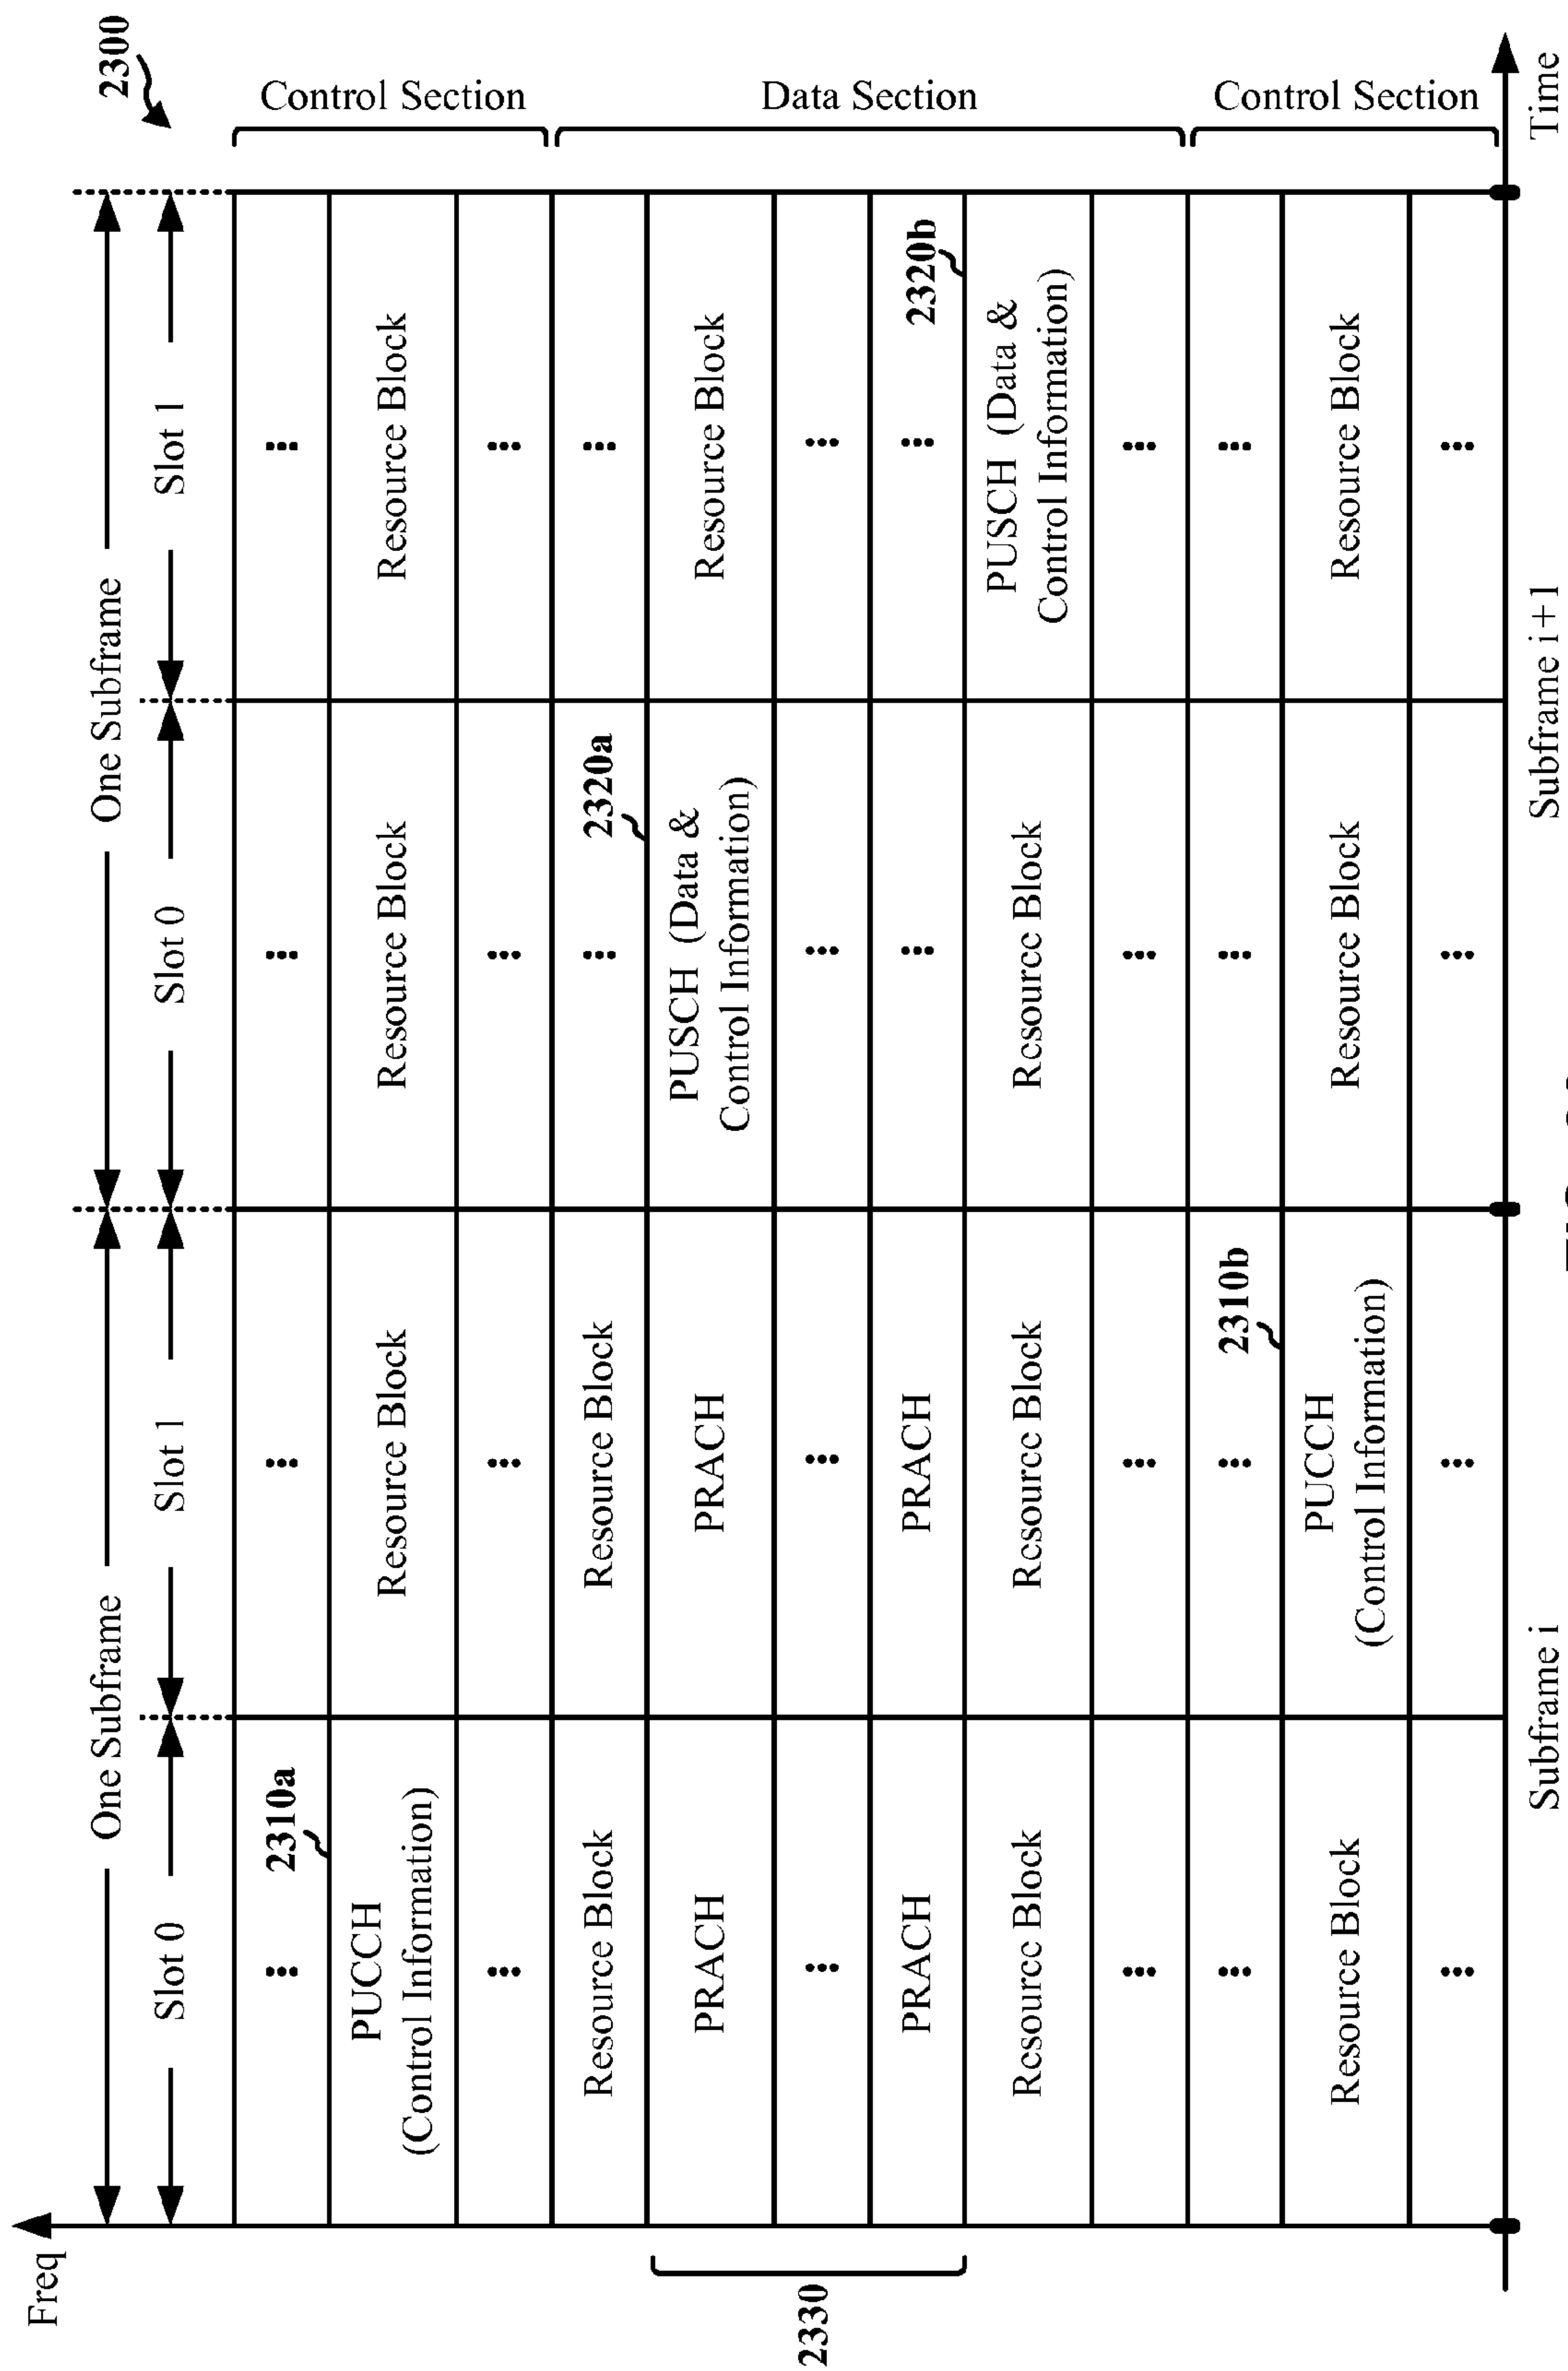 2300
Freq
One Subframe
One Subframe
Slot 0
Slot 1
Slot 0
Slot 1
2310a
PUCCH
(Control Information)
Resource Block
Resource Block
Resource Block
Control Section
Resource Block
Resource Block
2320a
PRACH
PRACH
PUSCH (Data &
Control Information)
Resource Block
2330
Data Section
PRACH
PRACH
2320b
Resource Block
Resource Block
Resource Block
PUSCH (Data &
Control Information)
2310b
Resource Block
PUCCH
(Control Information)
Resource Block
Resource Block
Control Section
Subframe i
Subframe i+1
Time